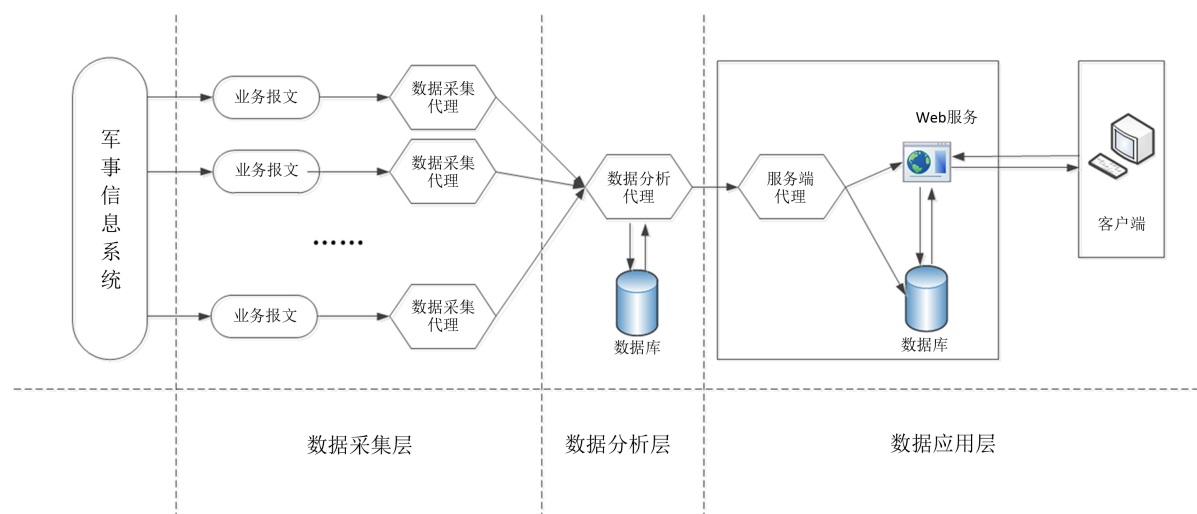 军事信息系统
业务报文
数据采集
代理
业务报文
数据采集
代理
……
业务报文
数据采集
代理
数据分析
代理
数据库
服务端
代理
Web服务
数据库
客户端
数据采集层
数据分析层
数据应用层